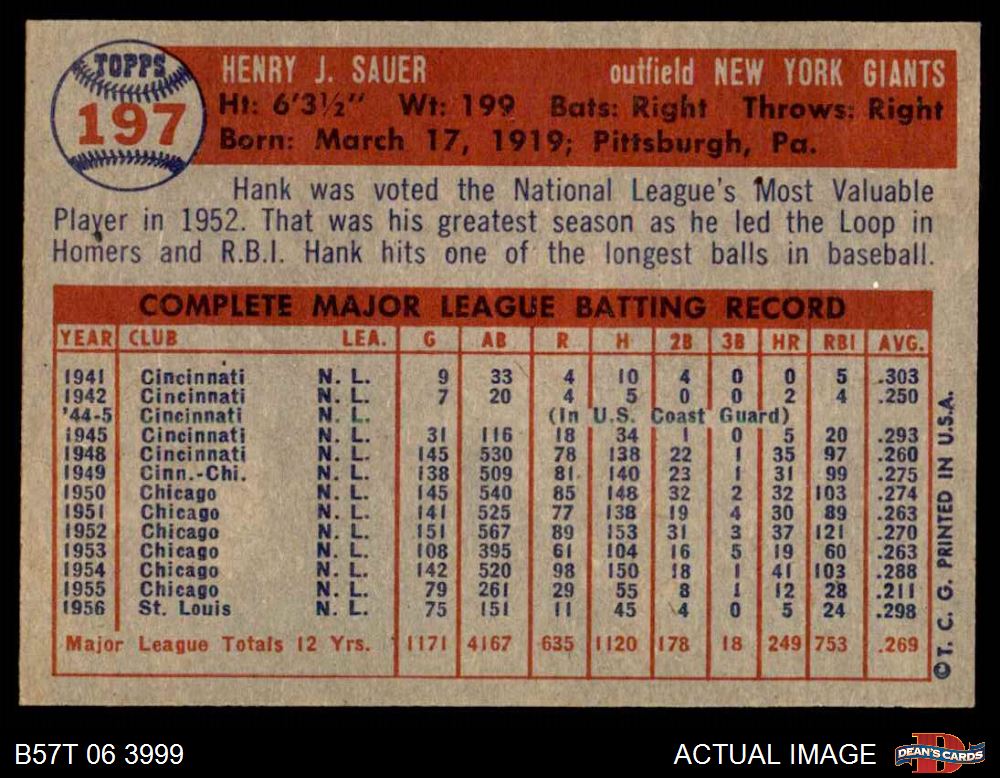 TOPPS
197
HENRY J. SAUER outfield NEW YORK GIANTS
Ht: 6'3½" Wt: 199 Bats: Right Throws: Right
Born: March 17, 1919; Pittsburgh, Pa.
Hank was voted the National League's Most Valuable
Player in 1952. That was his greatest season as he led the Loop in
Homers and R.B.I. Hank hits one of the longest balls in baseball.
COMPLETE MAJOR LEAGUE BATTING RECORD
YEAR CLUB LEA. G AB R H 2B 3B HR RBI AVG.
1941 Cincinnati N. L. 9 33 4 10 4 0 0 5 .303
1942 Cincinnati N. L. 7 20 4 5 0 0 2 4 .250
'44-5 Cincinnati N. L. (In U.S. Coast Guard)
1945 Cincinnati N. L. 31 116 18 34 1 0 5 20 .293
1948 Cincinnati N. L. 145 530 78 138 22 1 35 97 .260
1949 Cinn.-Chi. N. L. 138 509 81 140 23 1 31 99 .275
1950 Chicago N. L. 145 540 85 148 32 2 32 103 .274
1951 Chicago N. L. 141 525 77 138 19 4 30 89 .263
1952 Chicago N. L. 151 567 89 153 31 3 37 121 .270
1953 Chicago N. L. 108 395 61 104 16 5 19 60 .263
1954 Chicago N. L. 142 520 98 150 18 1 41 103 .288
1955 Chicago N. L. 79 261 29 55 8 1 12 28 .211
1956 St. Louis N. L. 75 151 11 45 4 0 5 24 .298
Major League Totals 12 Yrs. 1171 4167 635 1120 178 18 249 753 .269
©T. C. G. PRINTED IN U.S.A.
B57T 06 3999
ACTUAL IMAGE
DEAN'S CARDS